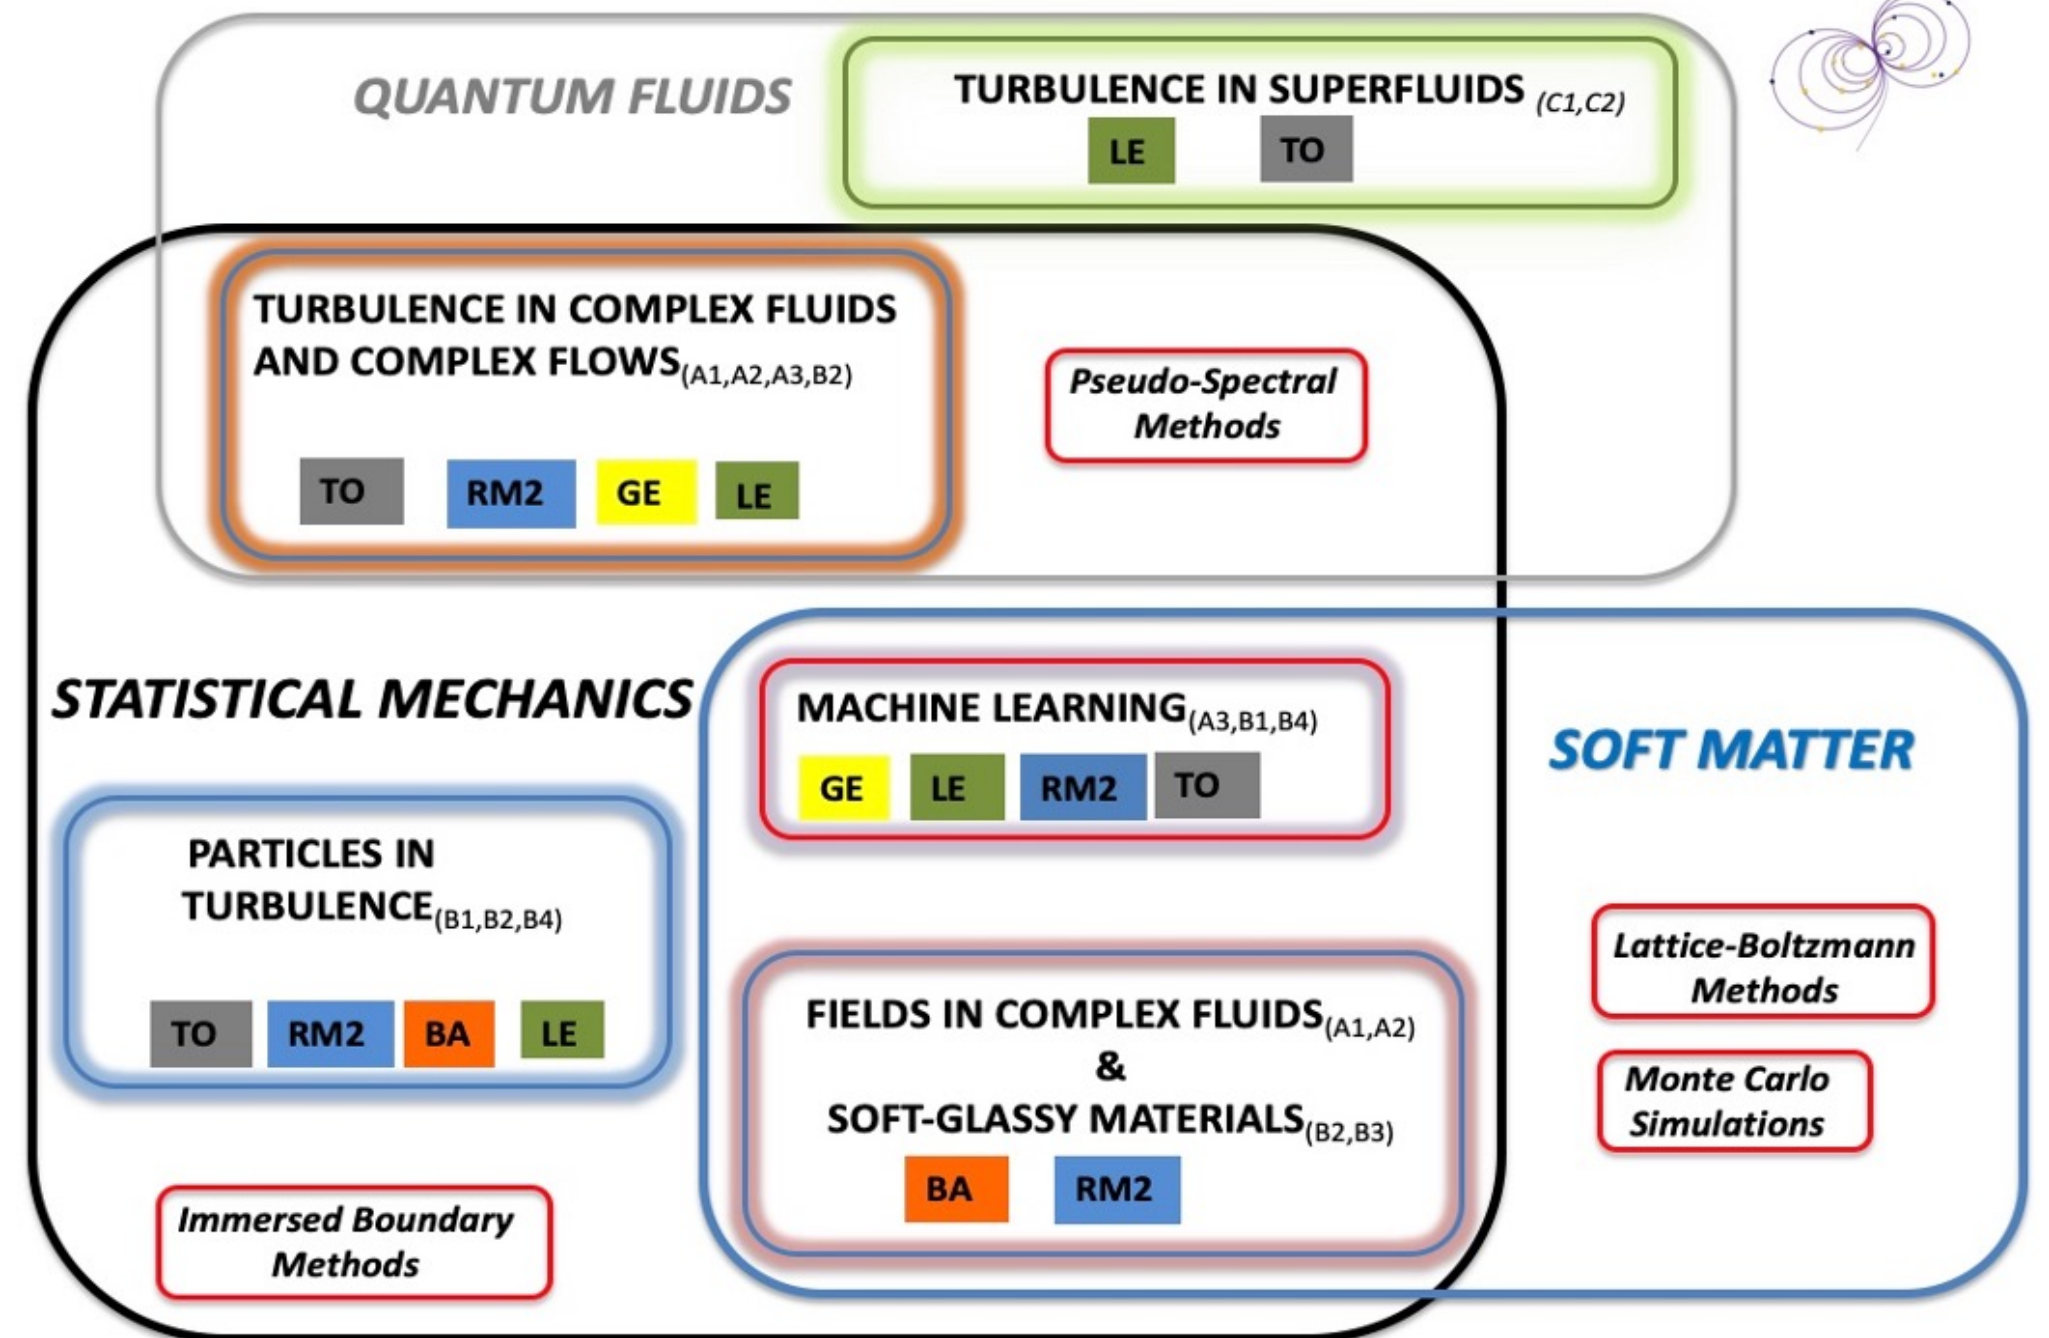 QUANTUM FLUIDS
TURBULENCE IN SUPERFLUIDS (C1,C2)
LE TO
TURBULENCE IN COMPLEX FLUIDS
AND COMPLEX FLOWS(A1,A2,A3,B2)
TO RM2 GE LE
Pseudo-Spectral
Methods
STATISTICAL MECHANICS
MACHINE LEARNING(A3,B1,B4)
GE LE RM2 TO
SOFT MATTER
PARTICLES IN
TURBULENCE(B1,B2,B4)
TO RM2 BA LE
FIELDS IN COMPLEX FLUIDS(A1,A2)
&
SOFT-GLASSY MATERIALS(B2,B3)
BA RM2
Lattice-Boltzmann
Methods
Monte Carlo
Simulations
Immersed Boundary
Methods